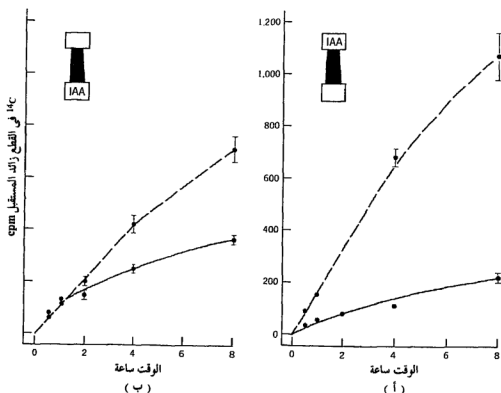 IAA
IAA
1,200
1,000
800
600
400
200
0
0 2 4 6 8
0 2 4 6 8
الوقت ساعة
الوقت ساعة
( أ )
( ب )
¹⁴C في القطع زائد المستقبل cpm